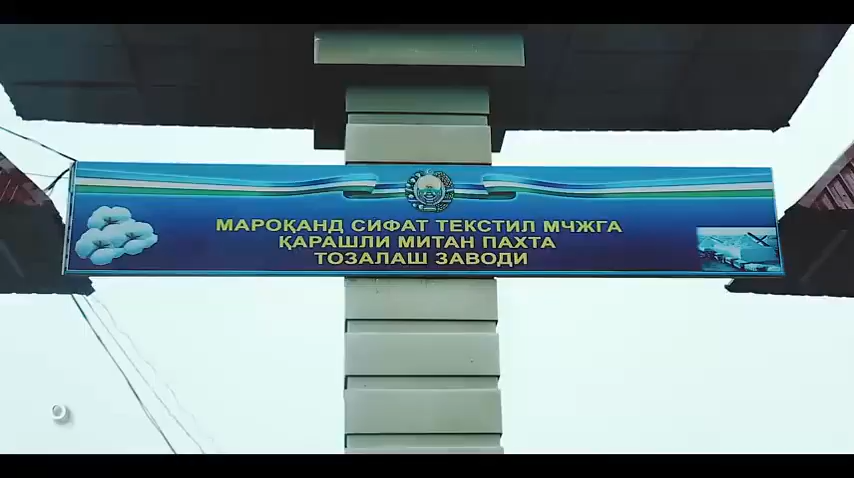 МАРОҚАНД СИФАТ ТЕКСТИЛ МЧЖГА
ҚАРАШЛИ МИТАН ПАХТА
ТОЗАЛАШ ЗАВОДИ